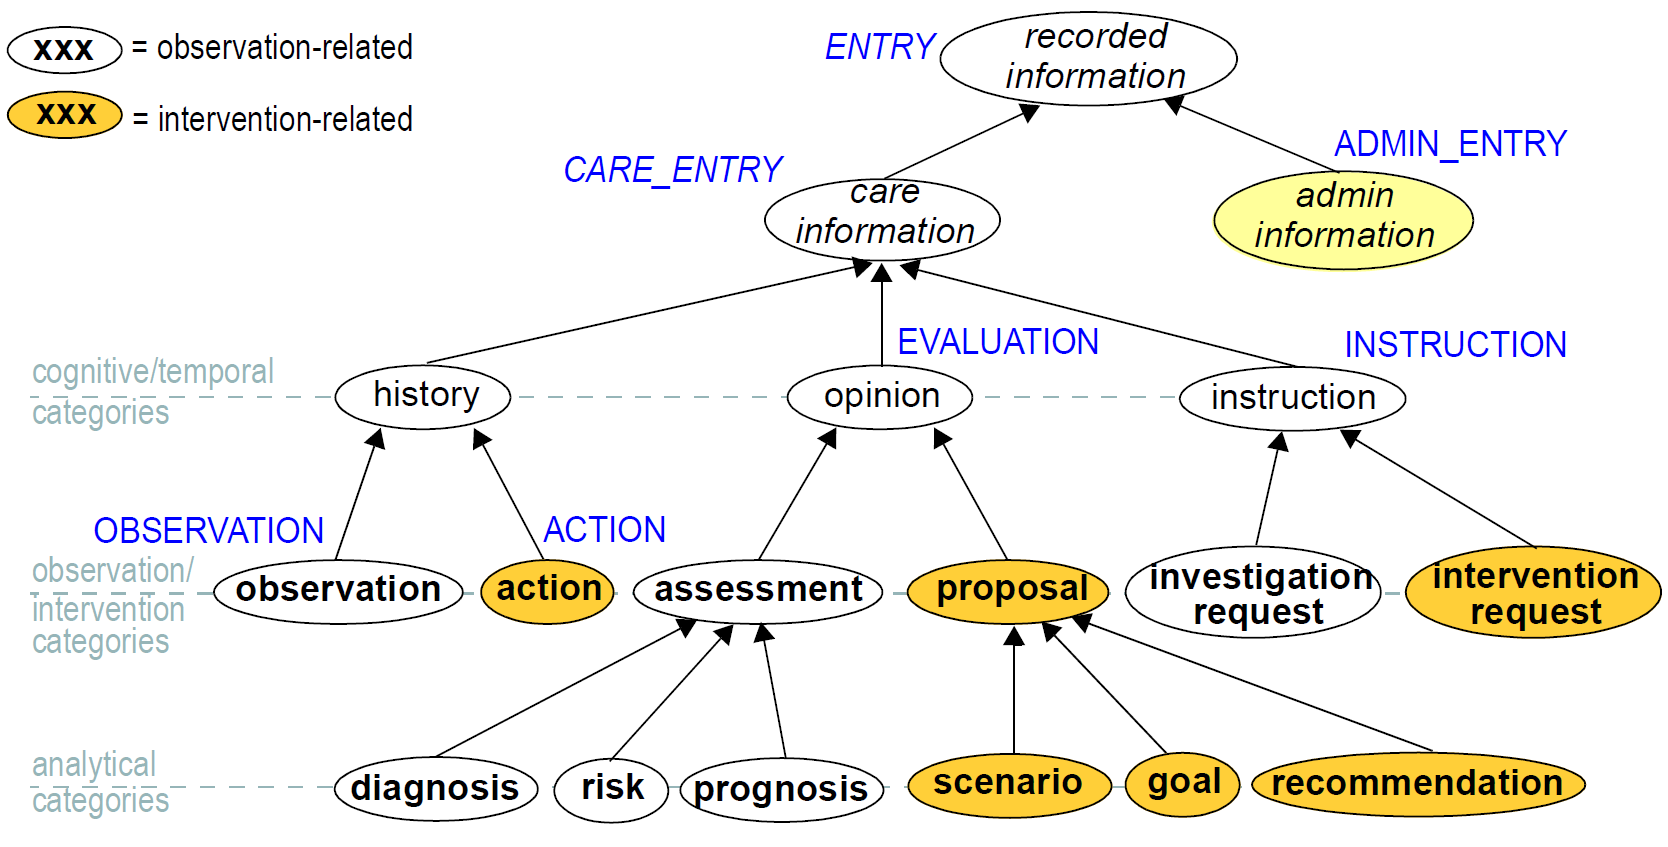 xxx = observation-related
xxx = intervention-related
ENTRY
recorded
information
CARE_ENTRY
care
information
ADMIN_ENTRY
admin
information
EVALUATION
INSTRUCTION
cognitive/temporal
categories
history
opinion
instruction
OBSERVATION
ACTION
observation/
intervention
categories
observation
action
assessment
proposal
investigation
request
intervention
request
analytical
categories
diagnosis
risk
prognosis
scenario
goal
recommendation